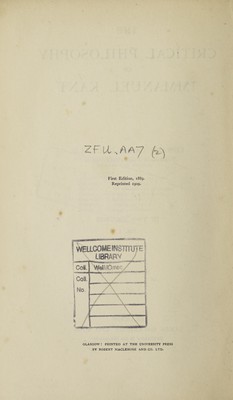 ZFU.AA7 (2)
First Edition, 1889.
Reprinted 1909.
WELLCOME INSTITUTE
LIBRARY
Coll.
Call
No.
GLASGOW: PRINTED AT THE UNIVERSITY PRESS
BY ROBERT MACLEHOSE AND CO. LTD.